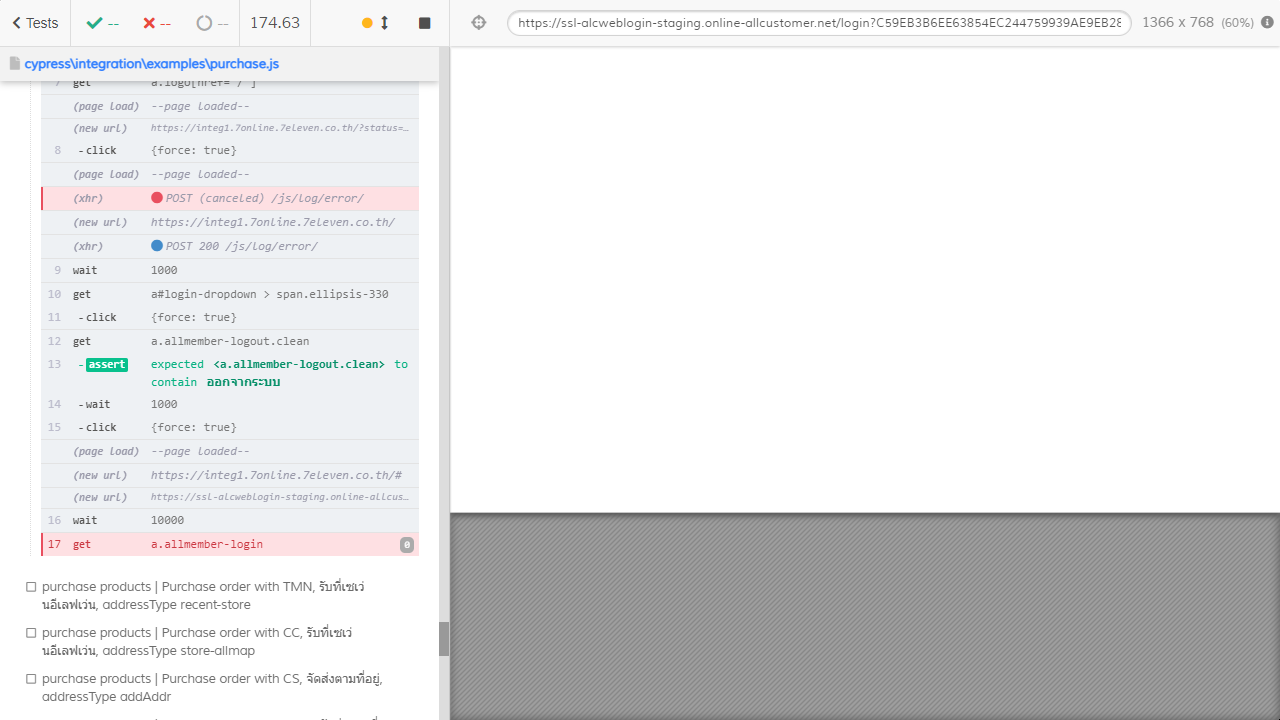 Tests -- -- -- 174.63
https://ssl-alcweblogin-staging.online-allcustomer.net/login?C59EB3B6EE63854EC244759939AE9EB28 1366 x 768 (60%)
cypress\integration\examples\purchase.js
7 get a.logo[href="/"]
(page load) --page loaded--
(new url) https://integ1.7online.7eleven.co.th/?status=…
8 -click {force: true}
(page load) --page loaded--
(xhr) POST (canceled) /js/log/error/
(new url) https://integ1.7online.7eleven.co.th/
(xhr) POST 200 /js/log/error/
9 wait 1000
10 get a#login-dropdown > span.ellipsis-330
11 -click {force: true}
12 get a.allmember-logout.clean
13 -assert expected <a.allmember-logout.clean> to
contain ออกจากระบบ
14 -wait 1000
15 -click {force: true}
(page load) --page loaded--
(new url) https://integ1.7online.7eleven.co.th/#
(new url) https://ssl-alcweblogin-staging.online-allcus…
16 wait 10000
17 get a.allmember-login 0
purchase products | Purchase order with TMN, รับที่เซเว่
นอีเลฟเว่น, addressType recent-store
purchase products | Purchase order with CC, รับที่เซเว่
นอีเลฟเว่น, addressType store-allmap
purchase products | Purchase order with CS, จัดส่งตามที่อยู่,
addressType addAddr